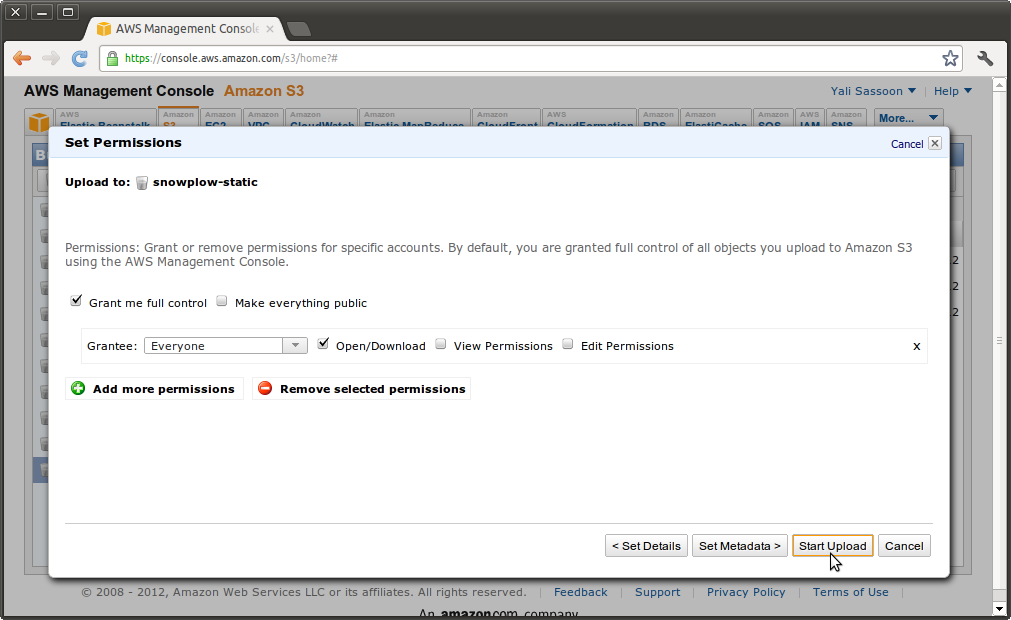 AWS Management Console
https://console.aws.amazon.com/s3/home?#
AWS Management Console Amazon S3
Yali Sassoon Help
AWS Amazon Amazon Amazon Amazon Amazon Amazon AWS Amazon Amazon Amazon AWS Amazon
Elastic Beanstalk S3 EC2 VPC CloudWatch Elastic MapReduce CloudFront CloudFormation RDS ElastiCache SQS IAM SNS More...
Set Permissions
Cancel
Upload to: snowplow-static
Permissions: Grant or remove permissions for specific accounts. By default, you are granted full control of all objects you upload to Amazon S3
using the AWS Management Console.
Grant me full control Make everything public
Grantee: Everyone Open/Download View Permissions Edit Permissions x
Add more permissions Remove selected permissions
< Set Details Set Metadata > Start Upload Cancel
© 2008 - 2012, Amazon Web Services LLC or its affiliates. All rights reserved. Feedback Support Privacy Policy Terms of Use
An amazon.com company